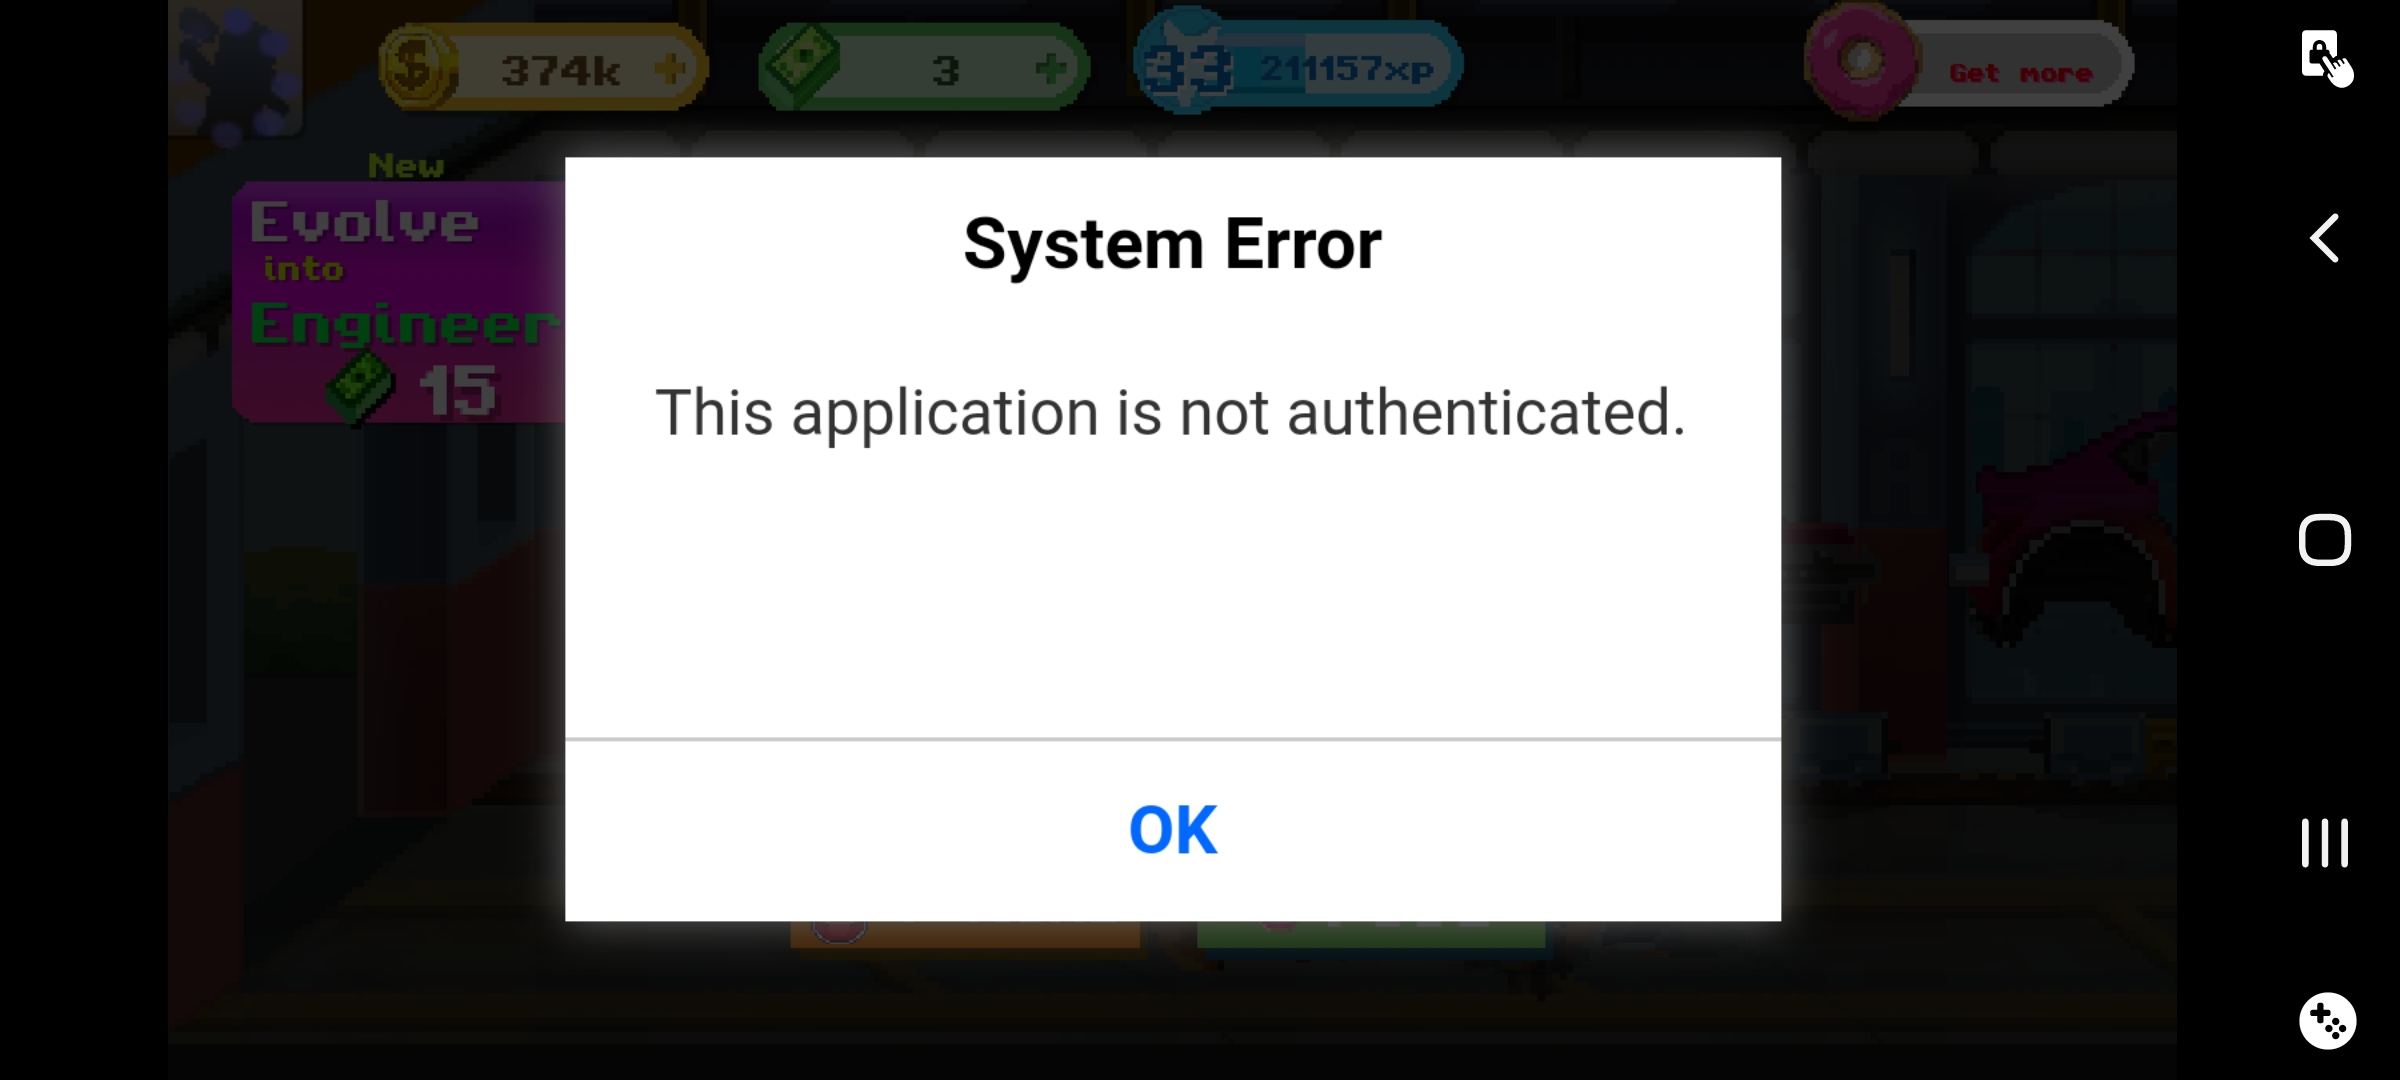 374k
3
33
211157xp
Get more
New
Evolve
into
Engineer
15
System Error
This application is not authenticated.
OK